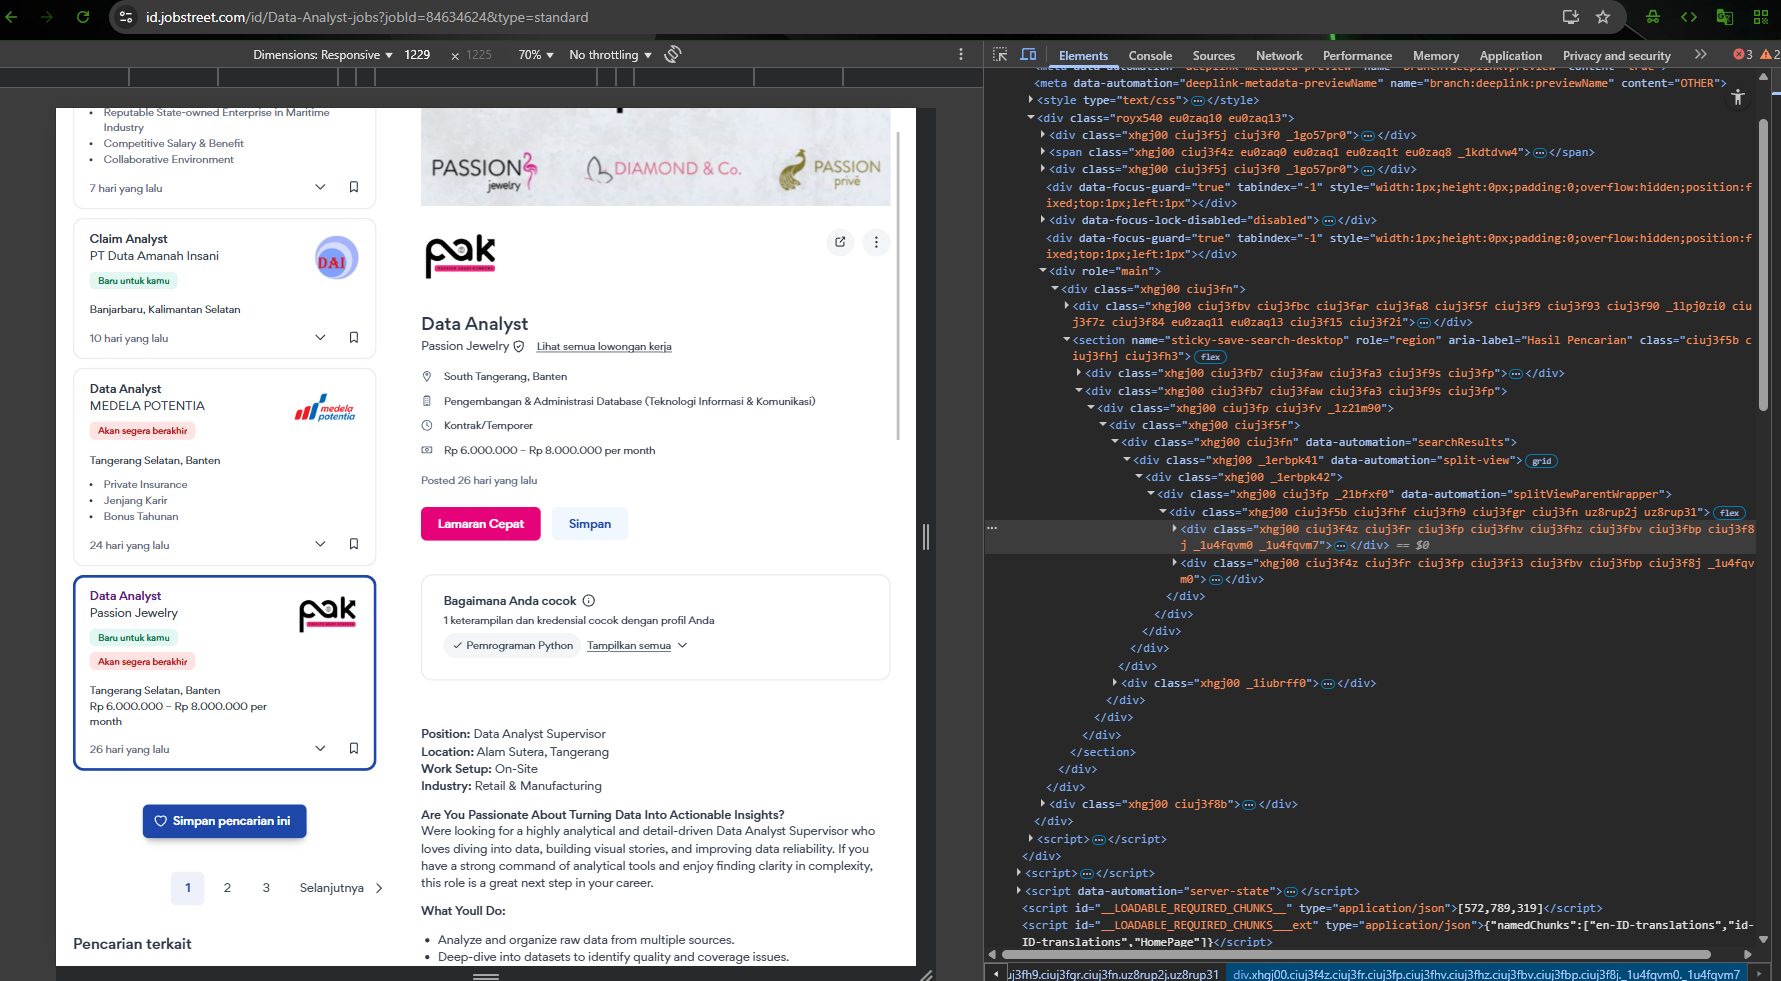 id.jobstreet.com/id/Data-Analyst-jobs?jobId=84634624&type=standard
Dimensions: Responsive ▼ 1229 × 1225 70% ▼ No throttling ▼
Elements Console Sources Network Performance Memory Application Privacy and security » 3 2
Reputable State-owned Enterprise in Maritime
Industry
Competitive Salary & Benefit
Collaborative Environment
7 hari yang lalu
Claim Analyst
PT Duta Amanah Insani
DAI
Baru untuk kamu
Banjarbaru, Kalimantan Selatan
10 hari yang lalu
Data Analyst
MEDELA POTENTIA
medela
potentia
Akan segera berakhir
Tangerang Selatan, Banten
Private Insurance
Jenjang Karir
Bonus Tahunan
24 hari yang lalu
Data Analyst
Passion Jewelry
pak
Baru untuk kamu
Akan segera berakhir
Tangerang Selatan, Banten
Rp 6.000.000 – Rp 8.000.000 per
month
26 hari yang lalu
Simpan pencarian ini
1 2 3 Selanjutnya
Pencarian terkait
PASSION
jewelry
DIAMOND & Co.
PASSION
privé
pak
Data Analyst
Passion Jewelry Lihat semua lowongan kerja
South Tangerang, Banten
Pengembangan & Administrasi Database (Teknologi Informasi & Komunikasi)
Kontrak/Temporer
Rp 6.000.000 – Rp 8.000.000 per month
Posted 26 hari yang lalu
Lamaran Cepat Simpan
Bagaimana Anda cocok
1 keterampilan dan kredensial cocok dengan profil Anda
Pemrograman Python Tampilkan semua
Position: Data Analyst Supervisor
Location: Alam Sutera, Tangerang
Work Setup: On-Site
Industry: Retail & Manufacturing
Are You Passionate About Turning Data Into Actionable Insights?
Were looking for a highly analytical and detail-driven Data Analyst Supervisor who
loves diving into data, building visual stories, and improving data reliability. If you
have a strong command of analytical tools and enjoy finding clarity in complexity,
this role is a great next step in your career.
What Youll Do:
• Analyze and organize raw data from multiple sources.
• Deep-dive into datasets to identify quality and coverage issues.
<meta data-automation="deeplink-metadata-previewName" name="branch:deeplink:previewName" content="OTHER">
<style type="text/css">…</style>
<div class="royx540 eu0zaq10 eu0zaq13">
<div class="xhgj00 ciuj3f5j ciuj3f0 _1go57pr0">…</div>
<span class="xhgj00 ciuj3f4z eu0zaq0 eu0zaq1 eu0zaq1t eu0zaq8 _1kdtdvw4">…</span>
<div class="xhgj00 ciuj3f5j ciuj3f0 _1go57pr0">…</div>
<div data-focus-guard="true" tabindex="-1" style="width:1px;height:0px;padding:0;overflow:hidden;position:f
ixed;top:1px;left:1px"></div>
<div data-focus-lock-disabled="disabled">…</div>
<div data-focus-guard="true" tabindex="-1" style="width:1px;height:0px;padding:0;overflow:hidden;position:f
ixed;top:1px;left:1px"></div>
<div role="main">
<div class="xhgj00 ciuj3fn">
<div class="xhgj00 ciuj3fbv ciuj3fbc ciuj3far ciuj3fa8 ciuj3f5f ciuj3f9 ciuj3f93 ciuj3f90 _1lpj0zi0 ciu
j3f7z ciuj3f84 eu0zaq11 eu0zaq13 ciuj3f15 ciuj3f2i">…</div>
<section name="sticky-save-search-desktop" role="region" aria-label="Hasil Pencarian" class="ciuj3f5b c
iuj3fhj ciuj3fh3"> flex
<div class="xhgj00 ciuj3fb7 ciuj3faw ciuj3fa3 ciuj3f9s ciuj3fp">…</div>
<div class="xhgj00 ciuj3fb7 ciuj3faw ciuj3fa3 ciuj3f9s ciuj3fp">
<div class="xhgj00 ciuj3fp ciuj3fv _1z21m90">
<div class="xhgj00 ciuj3f5f">
<div class="xhgj00 ciuj3fn" data-automation="searchResults">
<div class="xhgj00 _1erbpk41" data-automation="split-view"> grid
<div class="xhgj00 _1erbpk42">
<div class="xhgj00 ciuj3fp _21bfxf0" data-automation="splitViewParentWrapper">
<div class="xhgj00 ciuj3f5b ciuj3fhf ciuj3fh9 ciuj3fgr ciuj3fn uz8rup2j uz8rup31"> flex
<div class="xhgj00 ciuj3f4z ciuj3fr ciuj3fp ciuj3fhv ciuj3fhz ciuj3fbv ciuj3fbp ciuj3f8
j _1u4fqvm0 _1u4fqvm7">…</div> == $0
<div class="xhgj00 ciuj3f4z ciuj3fr ciuj3fp ciuj3fi3 ciuj3fbv ciuj3fbp ciuj3f8j _1u4fqv
m0">…</div>
</div>
</div>
</div>
</div>
</div>
<div class="xhgj00 _1iubrff0">…</div>
</div>
</div>
</div>
</section>
</div>
</div>
<div class="xhgj00 ciuj3f8b">…</div>
</div>
<script>…</script>
</div>
<script>…</script>
<script data-automation="server-state">…</script>
<script id="__LOADABLE_REQUIRED_CHUNKS__" type="application/json">[572,789,319]</script>
<script id="__LOADABLE_REQUIRED_CHUNKS___ext" type="application/json">{"namedChunks":["en-ID-translations","id-
ID-translations","HomePage"]}</script>
uj3fh9.ciuj3fgr.ciuj3fn.uz8rup2j.uz8rup31 div.xhgj00.ciuj3f4z.ciuj3fr.ciuj3fp.ciuj3fhv.ciuj3fhz.ciuj3fbv.ciuj3fbp.ciuj3f8j._1u4fqvm0._1u4fqvm7